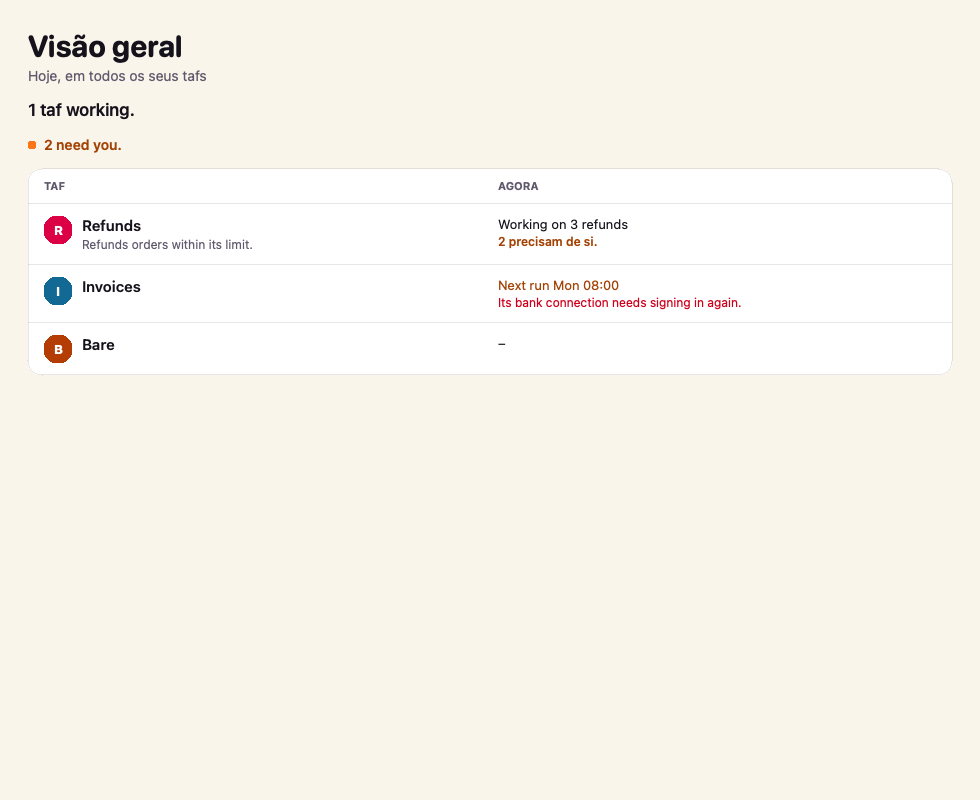 Visão geral
Hoje, em todos os seus tafs
1 taf working.
2 need you.
TAF
AGORA
R
Refunds
Refunds orders within its limit.
Working on 3 refunds
2 precisam de si.
I
Invoices
Next run Mon 08:00
Its bank connection needs signing in again.
B
Bare
–